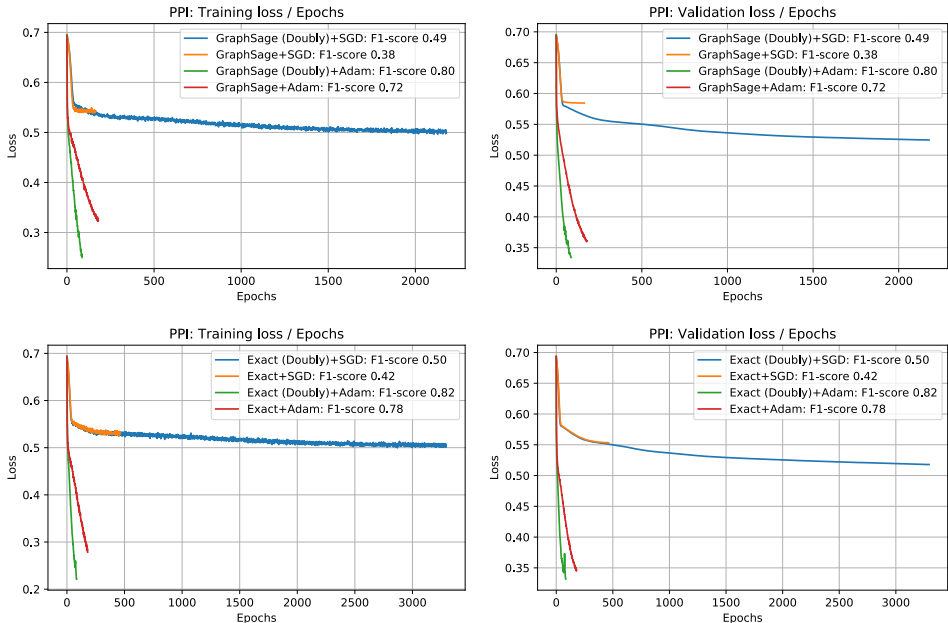 PPI: Training loss / Epochs
0.7
0.6
0.5
0.4
0.3
Loss
GraphSage (Doubly)+SGD: F1-score 0.49
GraphSage+SGD: F1-score 0.38
GraphSage (Doubly)+Adam: F1-score 0.80
GraphSage+Adam: F1-score 0.72
0
500
1000
1500
2000
Epochs
PPI: Validation loss / Epochs
0.70
0.65
0.60
0.55
0.50
0.45
0.40
0.35
Loss
GraphSage (Doubly)+SGD: F1-score 0.49
GraphSage+SGD: F1-score 0.38
GraphSage (Doubly)+Adam: F1-score 0.80
GraphSage+Adam: F1-score 0.72
0
500
1000
1500
2000
Epochs
PPI: Training loss / Epochs
0.7
0.6
0.5
0.4
0.3
0.2
Loss
Exact (Doubly)+SGD: F1-score 0.50
Exact+SGD: F1-score 0.42
Exact (Doubly)+Adam: F1-score 0.82
Exact+Adam: F1-score 0.78
0
500
1000
1500
2000
2500
3000
Epochs
PPI: Validation loss / Epochs
0.70
0.65
0.60
0.55
0.50
0.45
0.40
0.35
Loss
Exact (Doubly)+SGD: F1-score 0.50
Exact+SGD: F1-score 0.42
Exact (Doubly)+Adam: F1-score 0.82
Exact+Adam: F1-score 0.78
0
500
1000
1500
2000
2500
3000
Epochs